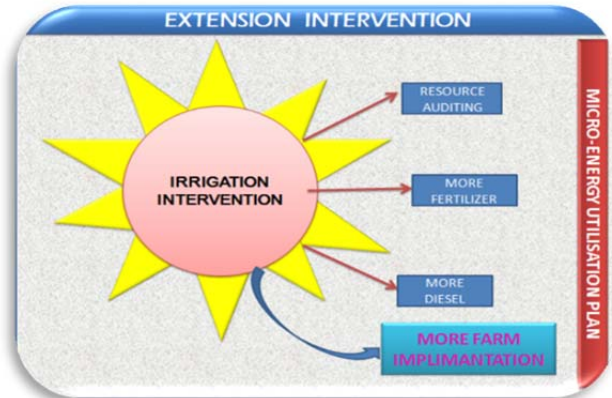 EXTENSION INTERVENTION
RESOURCE
AUDITING
IRRIGATION
INTERVENTION
MORE
FERTILIZER
MORE
DIESEL
MORE FARM
IMPLIMANTATION
MICRO-ENERGY UTILISATION PLAN